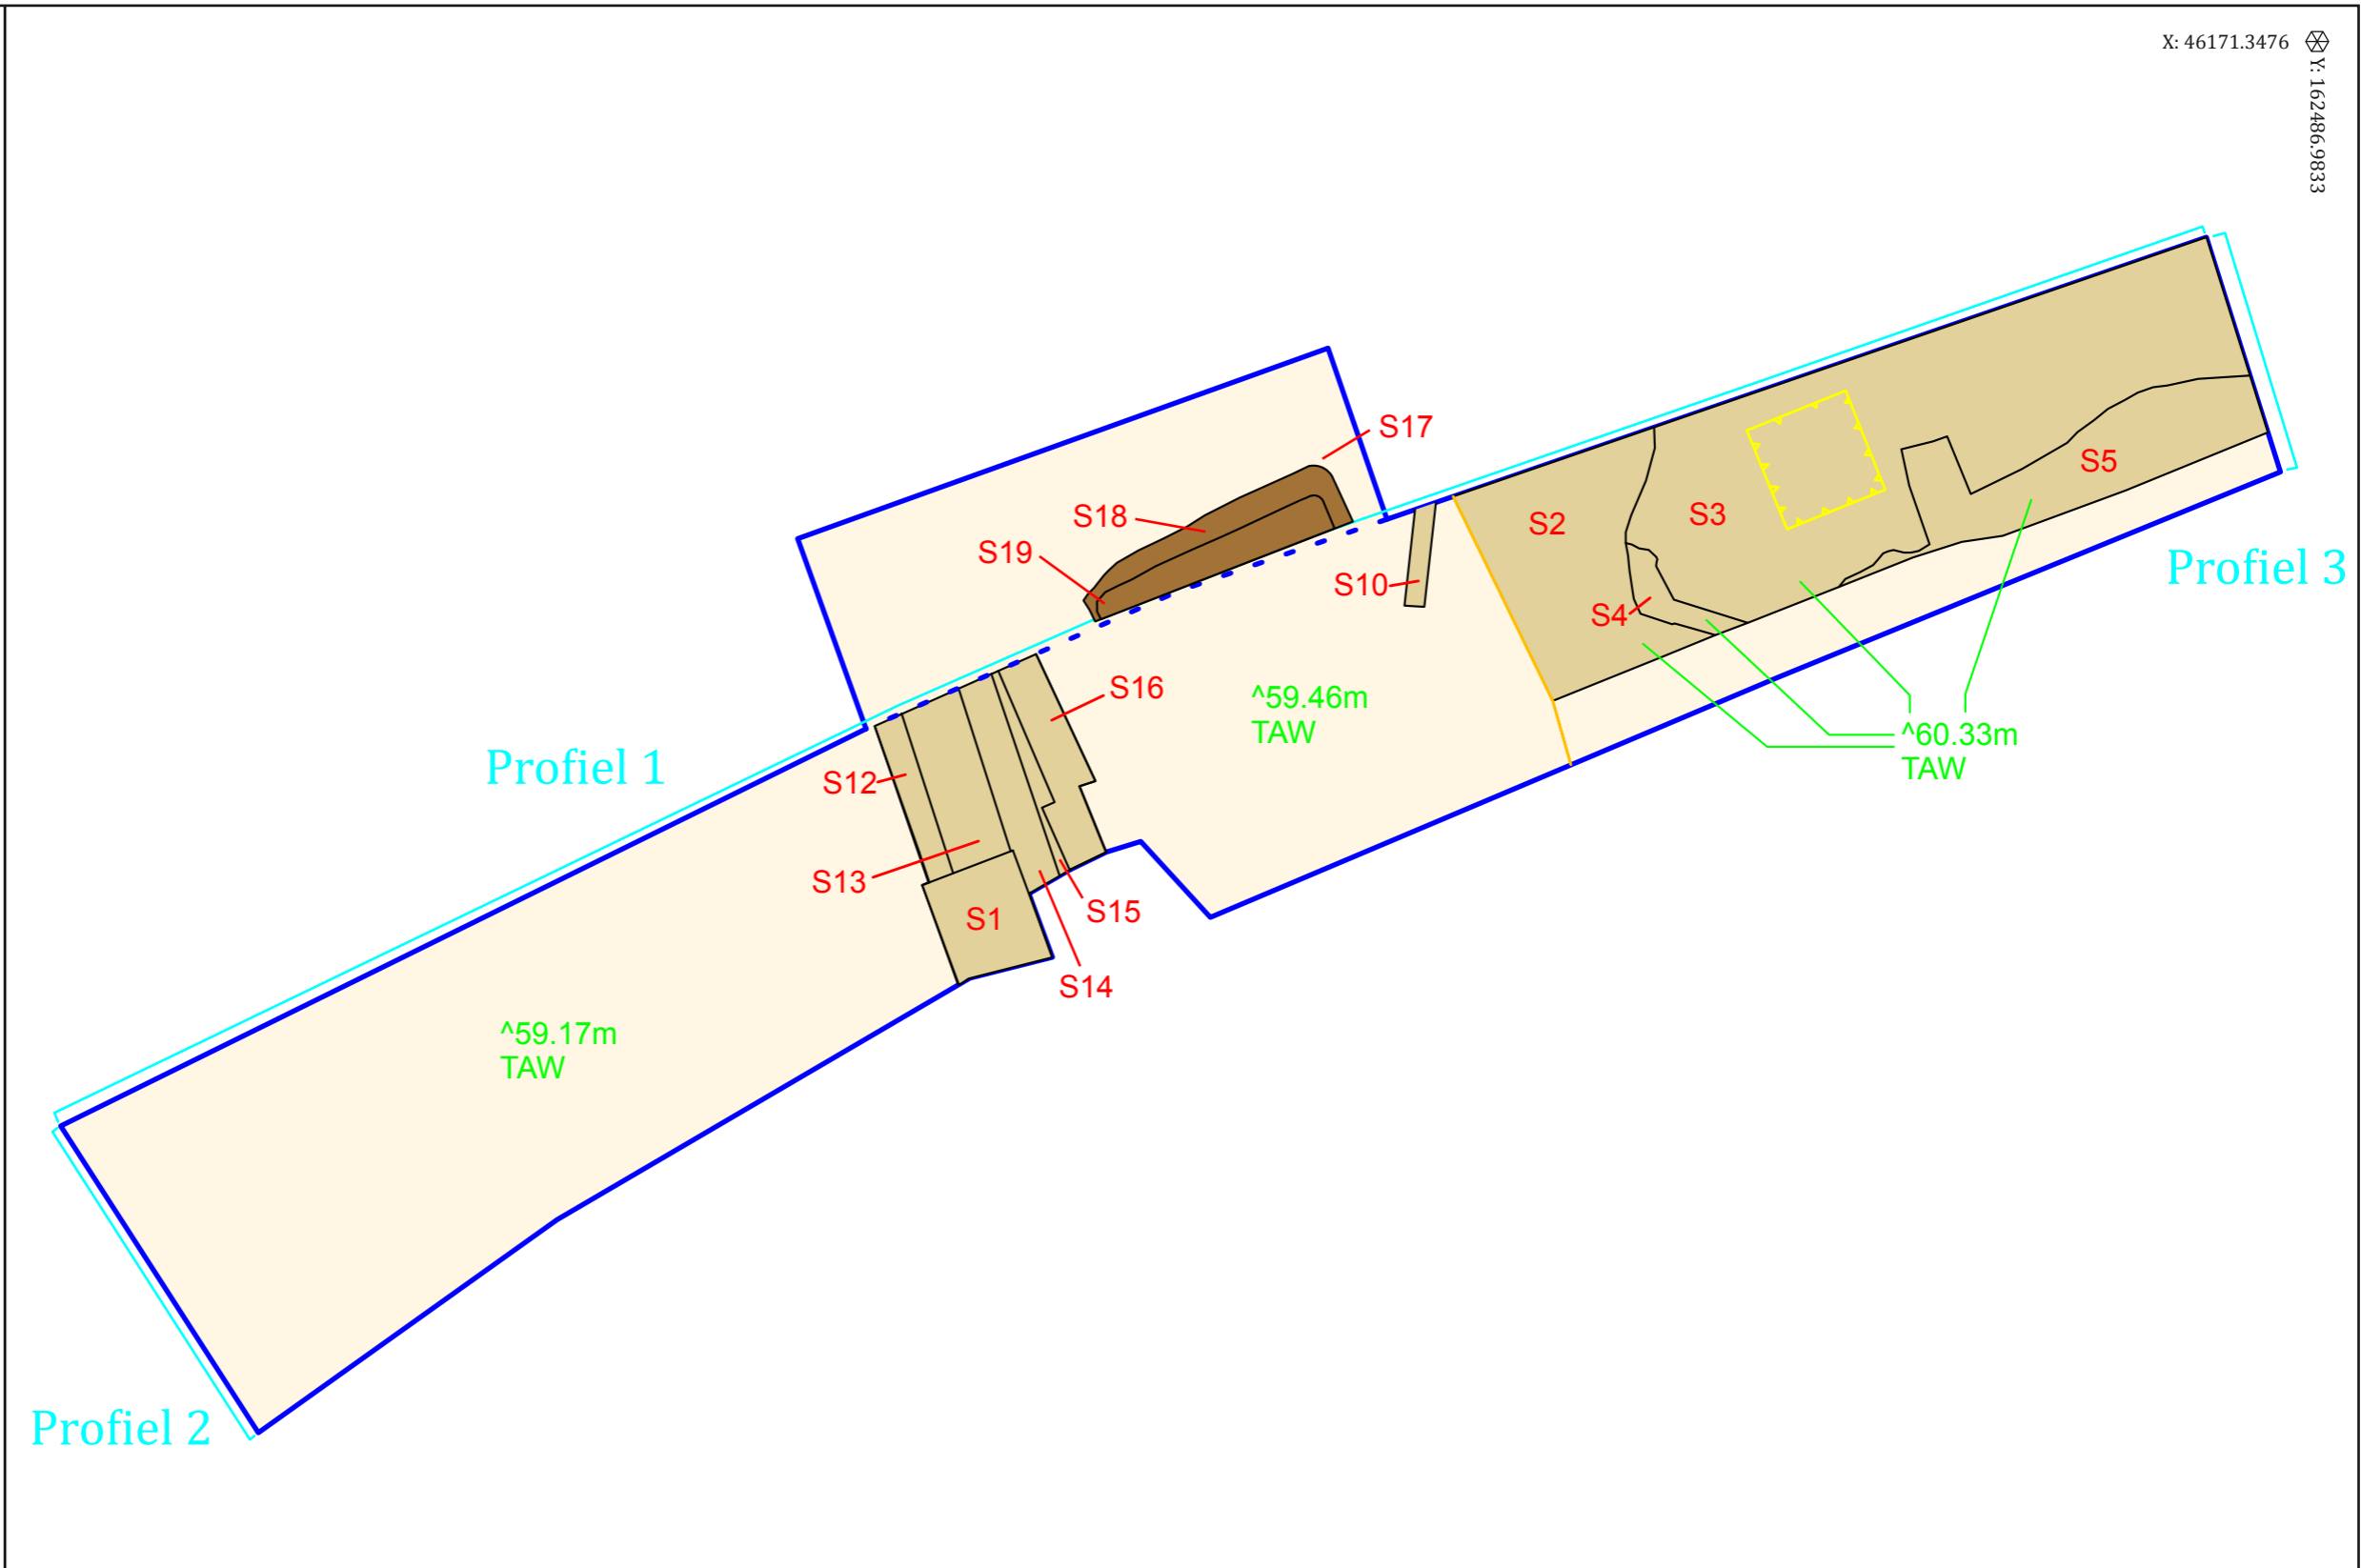 X: 46171.3476
Y: 162486.9833
S17
S18
S19
S10
S2
S3
S5
S4
Profiel 3
S16
^59.46m
TAW
^60.33m
TAW
Profiel 1
S12
S13
S1
S15
S14
^59.17m
TAW
Profiel 2